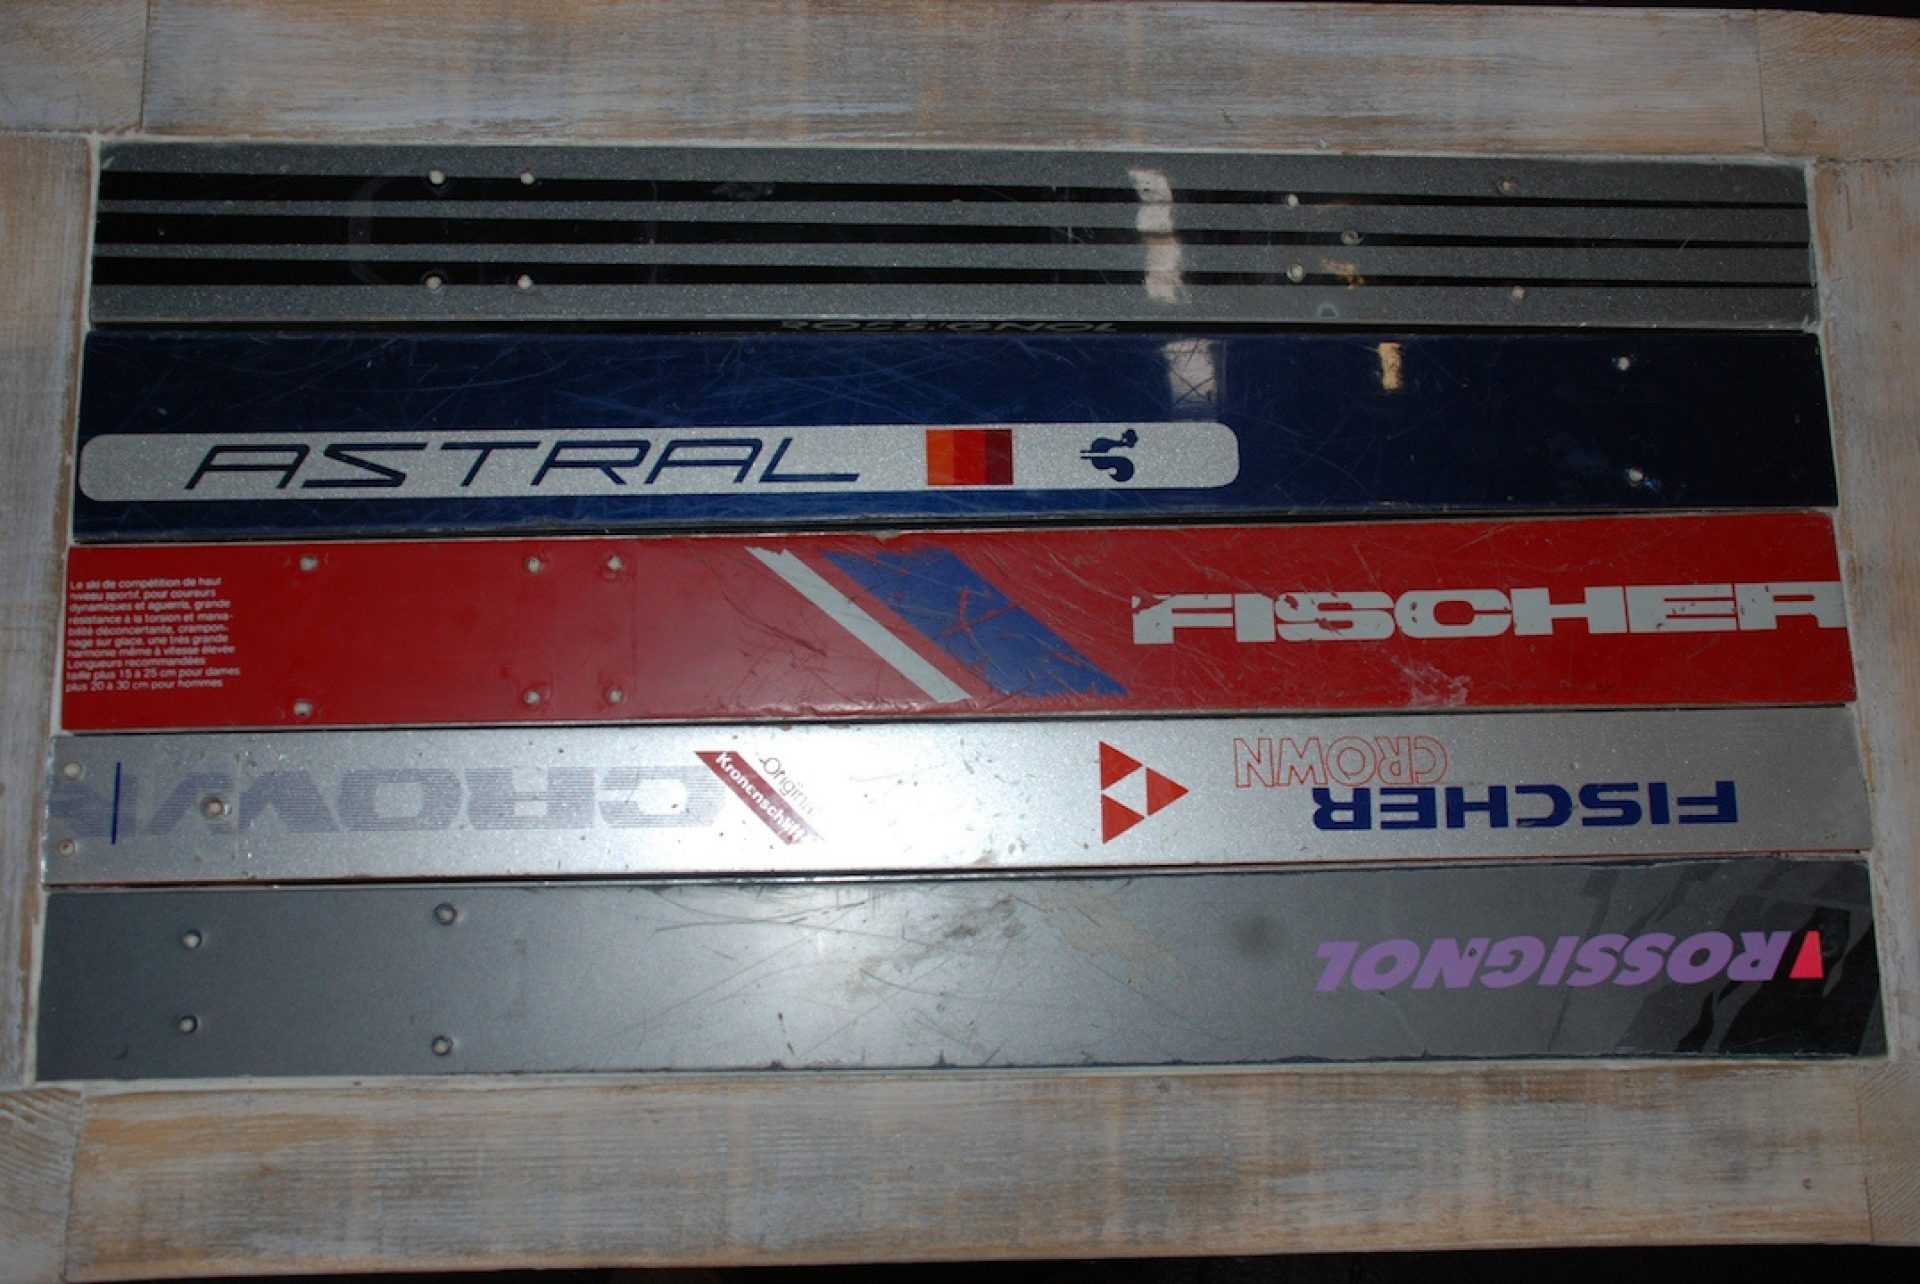 ROSSIGNOL
ASTRAL
Le ski de compétition de haut
niveau sportif, pour coureurs
dynamiques et aguerris, grande
résistance à la torsion et mania-
bilité déconcertante, crampon-
nage sur glace, une très grande
harmonie même à vitesse élevée
Longueurs recommandées
taille plus 15 à 25 cm pour dames
plus 20 à 30 cm pour hommes
FISCHER
CROWN
Original
Kronenschliff
CROWN
FISCHER
ROSSIGNOL